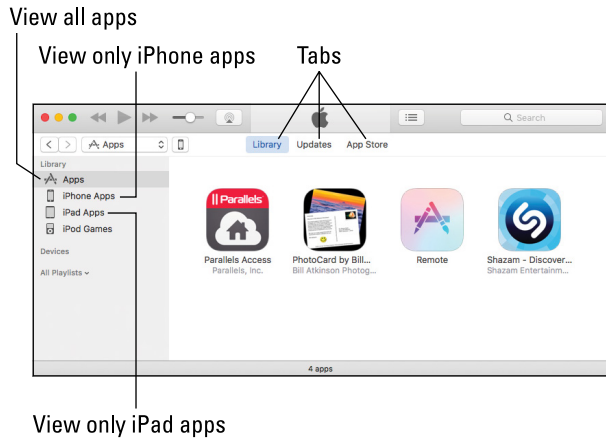 View all apps
View only iPhone apps
Tabs
Search
Apps
Library Updates App Store
Library
Apps
iPhone Apps
iPad Apps
iPod Games
Devices
All Playlists
|| Parallels
Parallels Access
Parallels, Inc.
PhotoCard by Bill...
Bill Atkinson Photog...
Remote
Shazam - Discover...
Shazam Entertainm...
4 apps
View only iPad apps